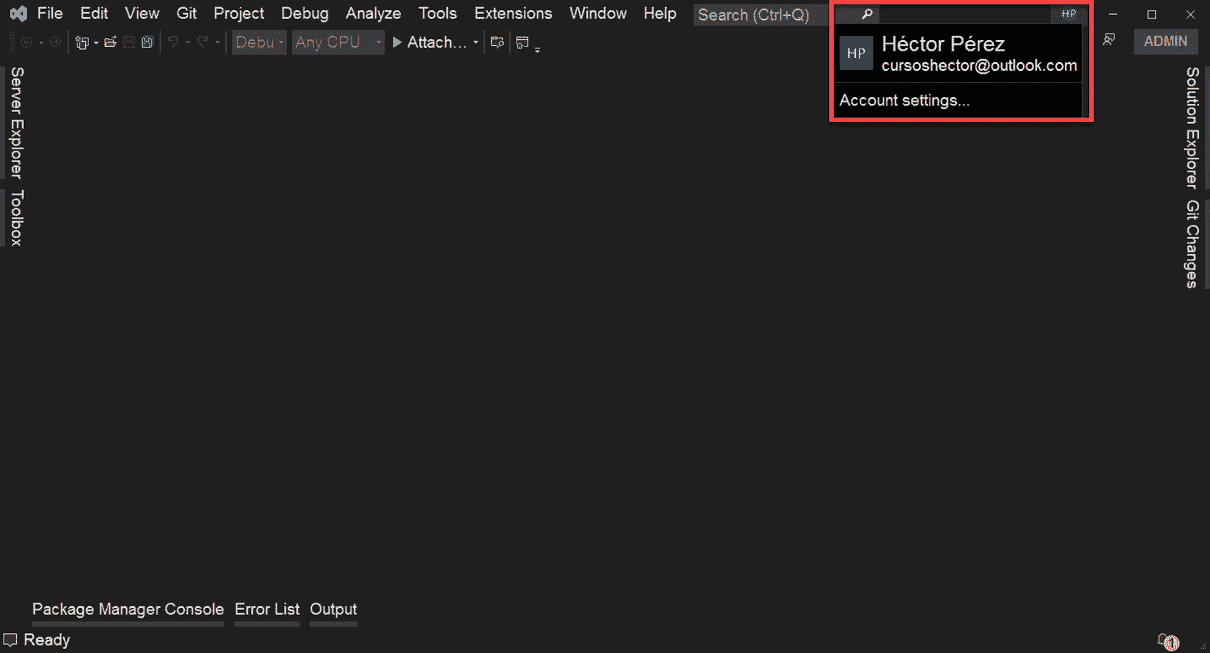 File Edit View Git Project Debug Analyze Tools Extensions Window Help Search (Ctrl+Q) HP
Debu Any CPU Attach... ADMIN
HP Héctor Pérez
cursoshector@outlook.com
Account settings...
Server Explorer
Toolbox
Solution Explorer
Git Changes
Package Manager Console Error List Output
Ready 1